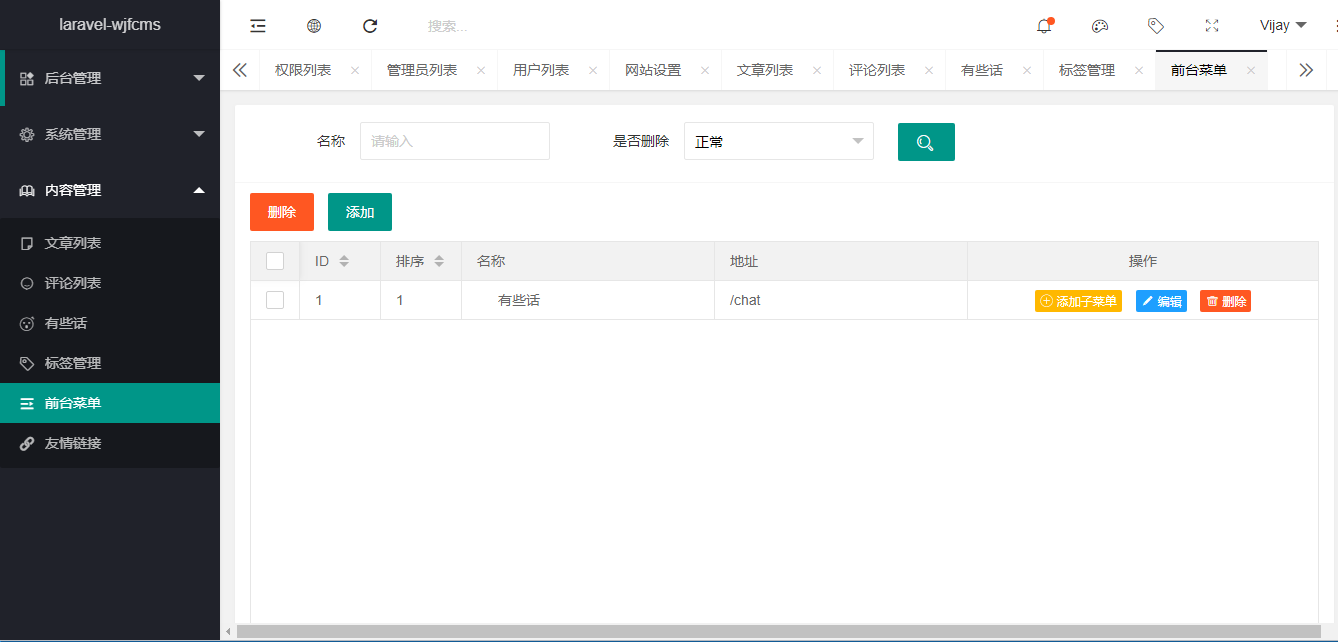 laravel-wjfcms
搜索...
Vijay
后台管理
系统管理
内容管理
文章列表
评论列表
有些话
标签管理
前台菜单
友情链接
权限列表 管理员列表 用户列表 网站设置 文章列表 评论列表 有些话 标签管理 前台菜单
名称 请输入 是否删除 正常
删除 添加
ID 排序 名称 地址 操作
1 1 有些话 /chat 添加子菜单 编辑 删除